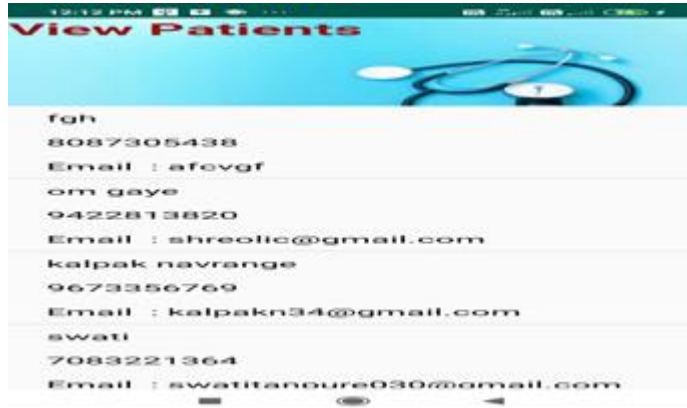 12:12 PM
View Patients
fgh
8087305438
Email : afcvgf
om gaye
9422813820
Email : shreolic@gmail.com
kalpak navrange
9673356769
Email : kalpakn34@gmail.com
swati
7083221364
Email : swatitanpure030@gmail.com